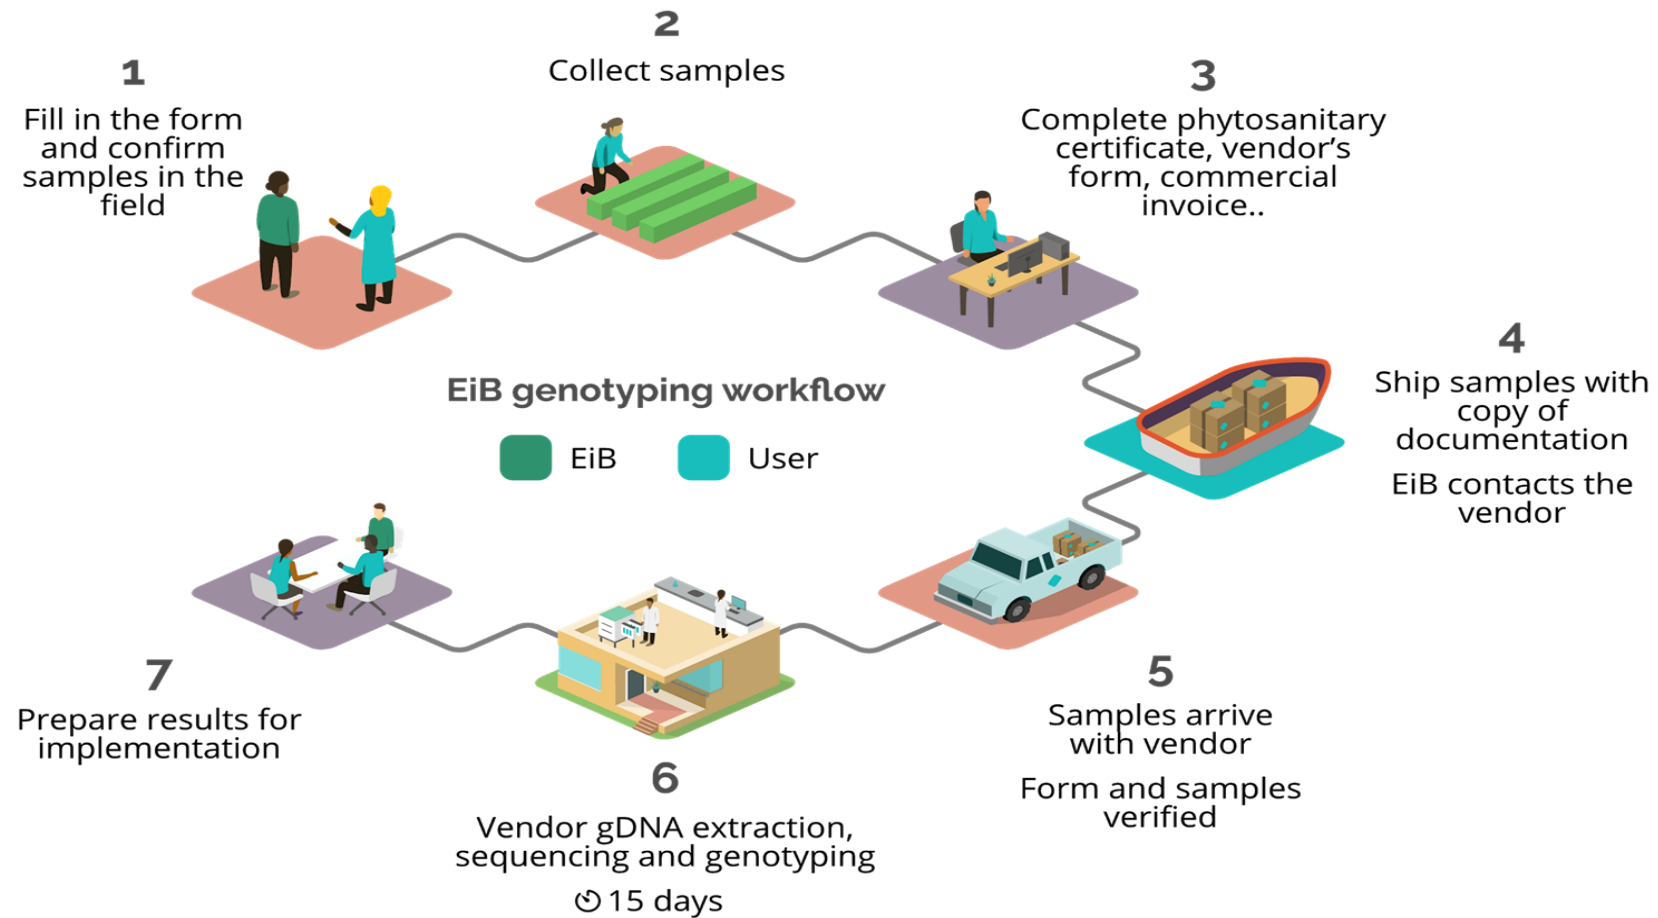 1
Fill in the form
and confirm
samples in the
field
2
Collect samples
3
Complete phytosanitary
certificate, vendor’s
form, commercial
invoice..
4
Ship samples with
copy of
documentation
EiB contacts the
vendor
EiB genotyping workflow
EiB
User
5
Samples arrive
with vendor
Form and samples
verified
6
Vendor gDNA extraction,
sequencing and genotyping
15 days
7
Prepare results for
implementation